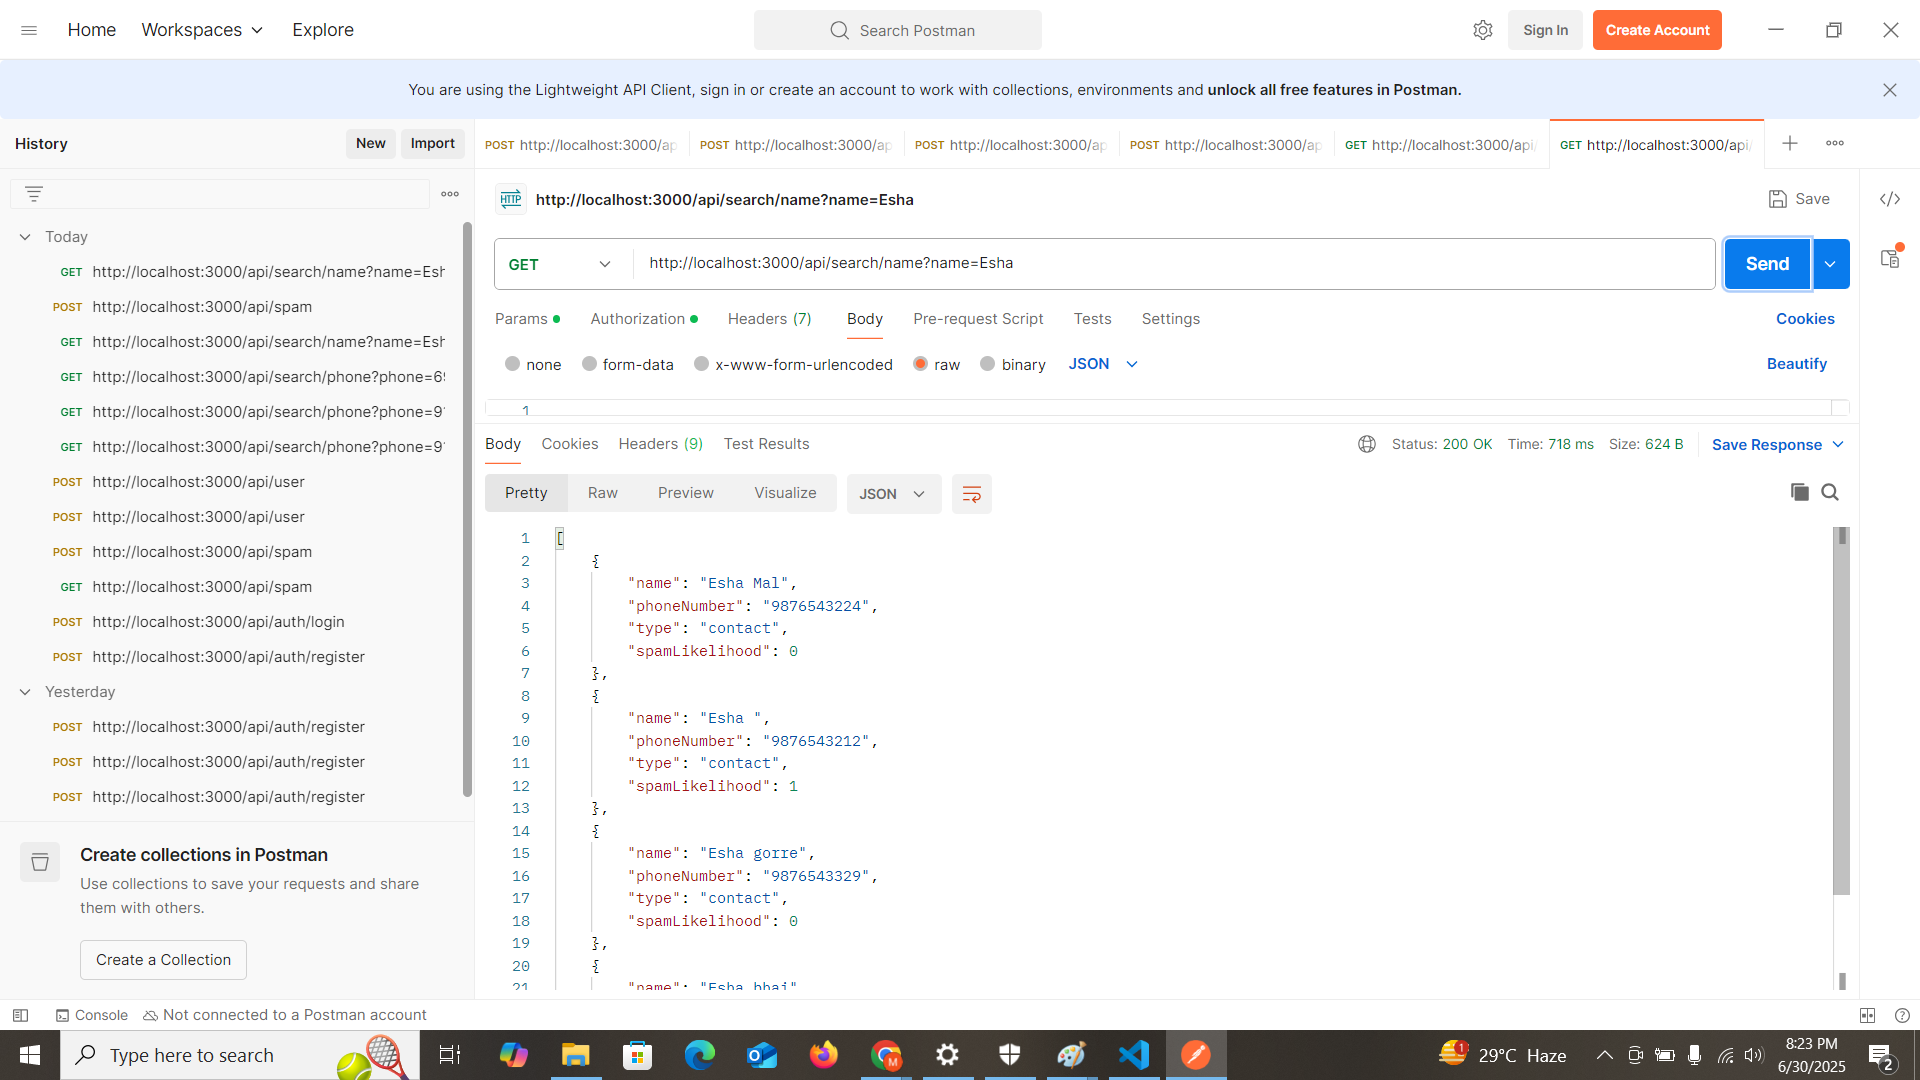 Home Workspaces Explore Search Postman Sign In Create Account
You are using the Lightweight API Client, sign in or create an account to work with collections, environments and unlock all free features in Postman.
History New Import
POST http://localhost:3000/ap POST http://localhost:3000/ap POST http://localhost:3000/ap POST http://localhost:3000/ap GET http://localhost:3000/api/ GET http://localhost:3000/api/
HTTP http://localhost:3000/api/search/name?name=Esha Save
GET http://localhost:3000/api/search/name?name=Esha Send
Params Authorization Headers (7) Body Pre-request Script Tests Settings Cookies
none form-data x-www-form-urlencoded raw binary JSON Beautify
1
Today
GET http://localhost:3000/api/search/name?name=Esh
POST http://localhost:3000/api/spam
GET http://localhost:3000/api/search/name?name=Esh
GET http://localhost:3000/api/search/phone?phone=69
GET http://localhost:3000/api/search/phone?phone=91
GET http://localhost:3000/api/search/phone?phone=91
POST http://localhost:3000/api/user
POST http://localhost:3000/api/user
POST http://localhost:3000/api/spam
GET http://localhost:3000/api/spam
POST http://localhost:3000/api/auth/login
POST http://localhost:3000/api/auth/register
Yesterday
POST http://localhost:3000/api/auth/register
POST http://localhost:3000/api/auth/register
POST http://localhost:3000/api/auth/register
Create collections in Postman
Use collections to save your requests and share
them with others.
Create a Collection
Body Cookies Headers (9) Test Results Status: 200 OK Time: 718 ms Size: 624 B Save Response
Pretty Raw Preview Visualize JSON
1 [
2 {
3 "name": "Esha Mal",
4 "phoneNumber": "9876543224",
5 "type": "contact",
6 "spamLikelihood": 0
7 },
8 {
9 "name": "Esha ",
10 "phoneNumber": "9876543212",
11 "type": "contact",
12 "spamLikelihood": 1
13 },
14 {
15 "name": "Esha gorre",
16 "phoneNumber": "9876543329",
17 "type": "contact",
18 "spamLikelihood": 0
19 },
20 {
21 "name": "Esha bhai"
Console Not connected to a Postman account
Type here to search 1 29°C Haze 8:23 PM
6/30/2025 2